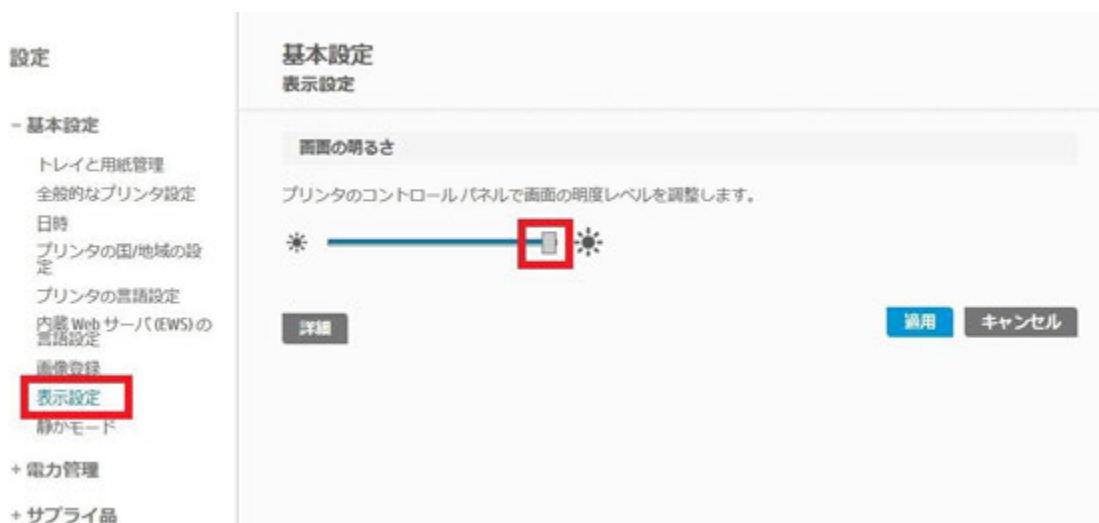 設定
- 基本設定
トレイと用紙管理
全般的なプリンタ設定
日時
プリンタの国/地域の設
定
プリンタの言語設定
内蔵 Web サーバ (EWS) の
言語設定
画像登録
表示設定
静かモード
+ 電力管理
+ サプライ品
基本設定
表示設定
画面の明るさ
プリンタのコントロール パネルで画面の明度レベルを調整します。
詳細
適用
キャンセル